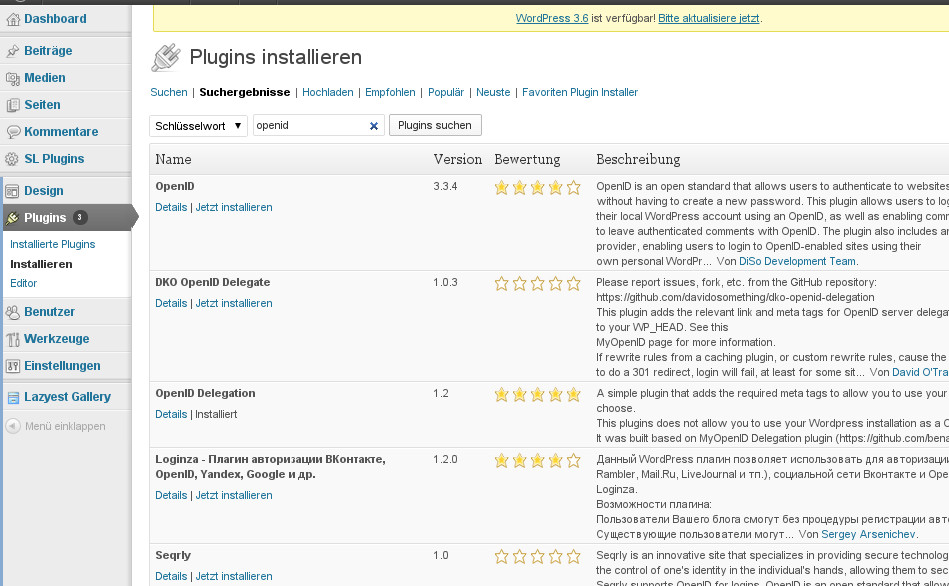 WordPress 3.6 ist verfügbar! Bitte aktualisiere jetzt.
Dashboard
Beiträge
Medien
Seiten
Kommentare
SL Plugins
Design
Plugins 3
Installierte Plugins
Installieren
Editor
Benutzer
Werkzeuge
Einstellungen
Lazyest Gallery
Menü einklappen
Plugins installieren
Suchen | Suchergebnisse | Hochladen | Empfohlen | Populär | Neuste | Favoriten Plugin Installer
Schlüsselwort openid Plugins suchen
Name Version Bewertung Beschreibung
OpenID 3.3.4
Details | Jetzt installieren
OpenID is an open standard that allows users to authenticate to websites
without having to create a new password. This plugin allows users to
their local WordPress account using an OpenID, as well as enabling
to leave authenticated comments with OpenID. The plugin also includes
provider, enabling users to login to OpenID-enabled sites using their
own personal WordPr... Von DiSo Development Team.
DKO OpenID Delegate 1.0.3
Details | Jetzt installieren
Please report issues, fork, etc. from the GitHub repository:
https://github.com/davidosomething/dko-openid-delegation
This plugin adds the relevant link and meta tags for OpenID server
to your WP_HEAD. See this
MyOpenID page for more information.
If rewrite rules from a caching plugin, or custom rewrite rules, cause the
to do a 301 redirect, login will fail, at least for some sit... Von David O'Tra
OpenID Delegation 1.2
Details | Installiert
A simple plugin that adds the required meta tags to allow you to use your
choose.
This plugins does not allow you to use your Wordpress installation as a
It was built based on MyOpenID Delegation plugin (https://github.com/bena
Loginza - Плагин авторизации ВКонтакте,
OpenID, Yandex, Google и др.
1.2.0
Details | Jetzt installieren
Данный WordPress плагин позволяет использовать для авторизации
Rambler, Mail.Ru, LiveJournal и тп.), социальной сети Вконтакте и
Loginza.
Возможности плагина:
Пользователи Вашего блога смогут без процедуры регистрации
Существующие пользователи могут... Von Sergey Arsenichev.
Seqrly 1.0
Details | Jetzt installieren
Seqrly is an innovative site that specializes in providing secure
the control of one's identity in the individual's hands, allowing them to
Seqrly supports OpenID for logins. OpenID is an open standard that